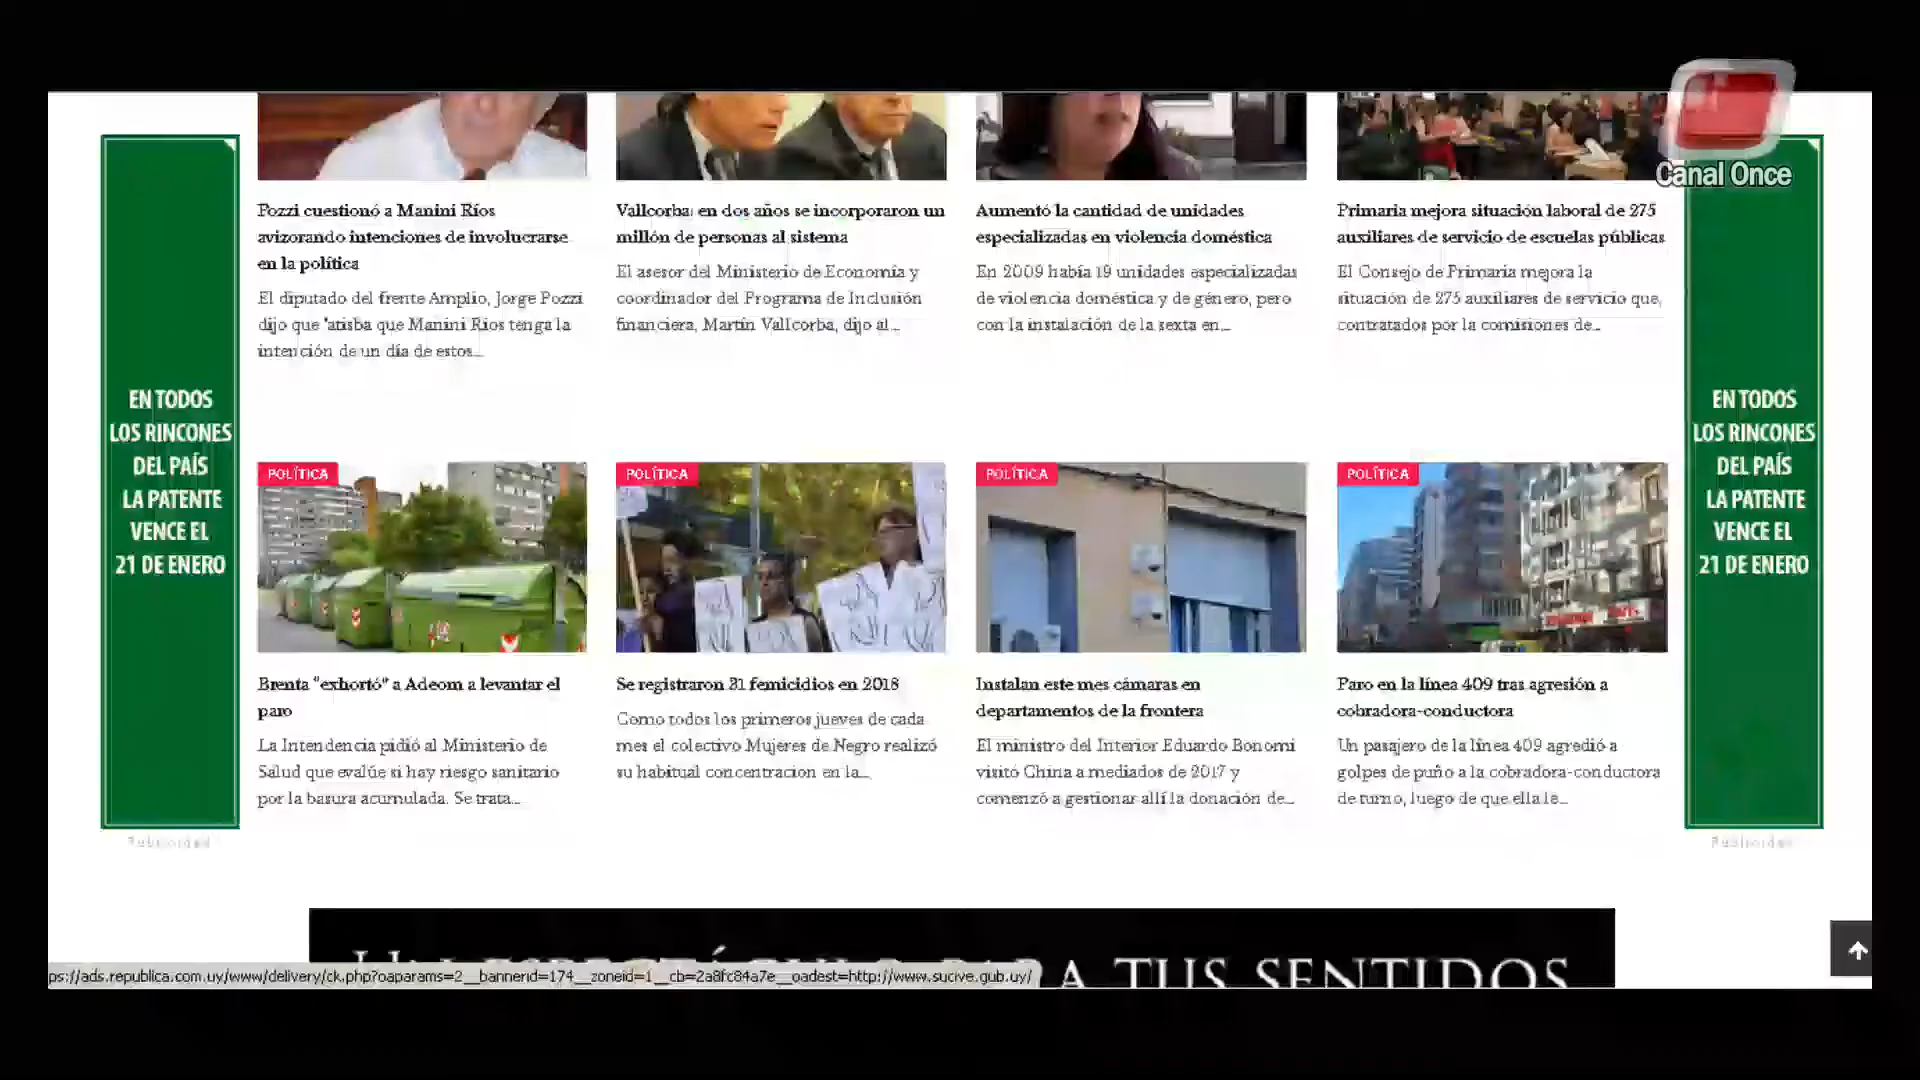 Canal Once
EN TODOS
LOS RINCONES
DEL PAÍS
LA PATENTE
VENCE EL
21 DE ENERO
Publicidad
Pozzi cuestionó a Manini Ríos
avizorando intenciones de involucrarse
en la política
El diputado del frente Amplio, Jorge Pozzi
dijo que "atisba que Manini Rios tenga la
intención de un día de estos...
Vallcorba: en dos años se incorporaron un
millón de personas al sistema
El asesor del Ministerio de Economía y
coordinador del Programa de Inclusión
financiera, Martín Vallcorba, dijo al...
Aumentó la cantidad de unidades
especializadas en violencia doméstica
En 2009 había 19 unidades especializadas
de violencia doméstica y de género, pero
con la instalación de la sexta en...
Primaria mejora situación laboral de 275
auxiliares de servicio de escuelas públicas
El Consejo de Primaria mejora la
situación de 275 auxiliares de servicio que,
contratados por la comisiones de...
POLÍTICA
Brenta "exhortó" a Adeom a levantar el
paro
La Intendencia pidió al Ministerio de
Salud que evalúe si hay riesgo sanitario
por la basura acumulada. Se trata...
POLÍTICA
Se registraron 31 femicidios en 2018
Como todos los primeros jueves de cada
mes el colectivo Mujeres de Negro realizó
su habitual concentracion en la...
POLÍTICA
Instalan este mes cámaras en
departamentos de la frontera
El ministro del Interior Eduardo Bonomi
visitó China a mediados de 2017 y
comenzó a gestionar allí la donación de...
POLÍTICA
Paro en la línea 409 tras agresión a
cobradora-conductora
Un pasajero de la línea 409 agredió a
golpes de puño a la cobradora-conductora
de turno, luego de que ella le...
EN TODOS
LOS RINCONES
DEL PAÍS
LA PATENTE
VENCE EL
21 DE ENERO
Publicidad
TUS SENTIDOS
ps://ads.republica.com.uy/www/delivery/ck.php?oaparams=2__bannerid=174__zoneid=1__cb=2a8fc84a7e__oadest=http://www.sucive.gub.uy/